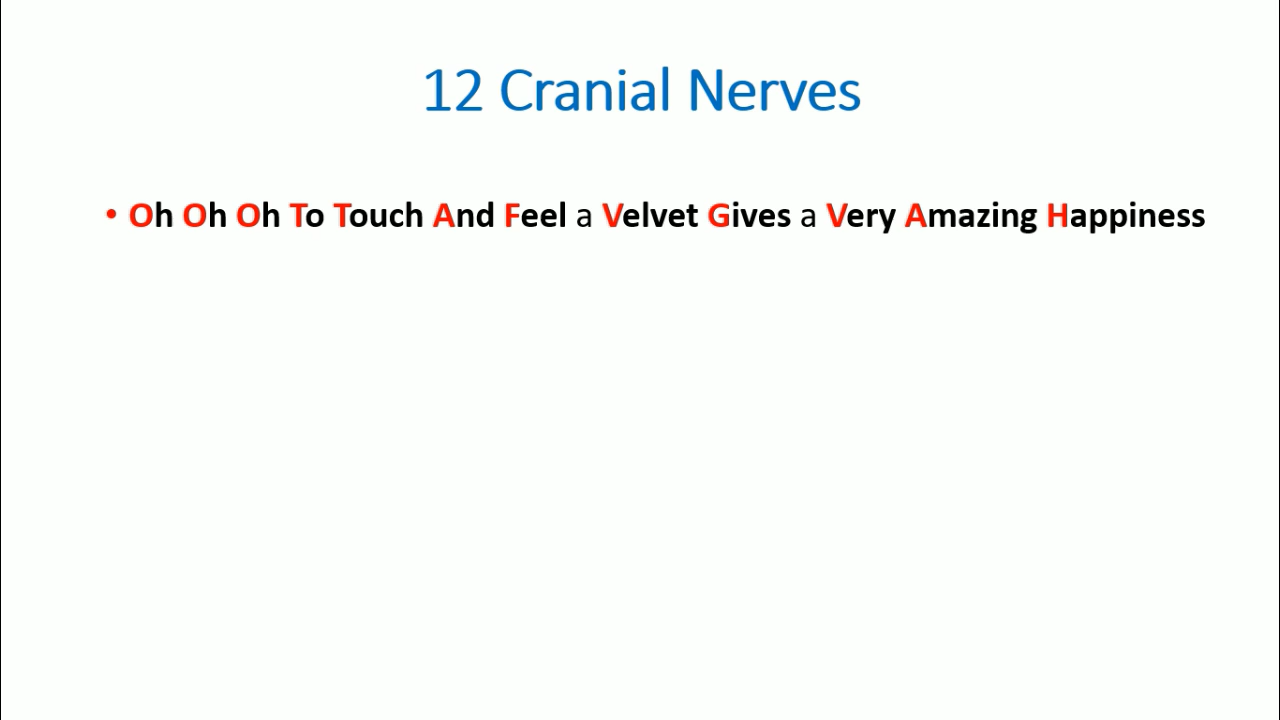 12 Cranial Nerves
• Oh Oh Oh To Touch And Feel a Velvet Gives a Very Amazing Happiness